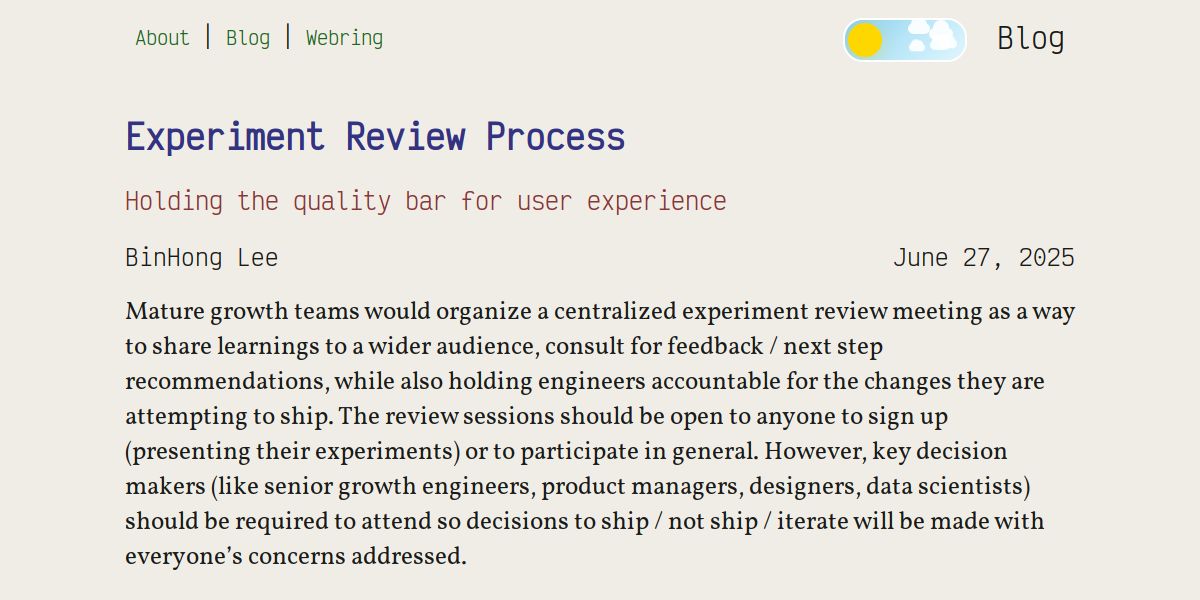 About | Blog | Webring
Blog
Experiment Review Process
Holding the quality bar for user experience
BinHong Lee
June 27, 2025
Mature growth teams would organize a centralized experiment review meeting as a way
to share learnings to a wider audience, consult for feedback / next step
recommendations, while also holding engineers accountable for the changes they are
attempting to ship. The review sessions should be open to anyone to sign up
(presenting their experiments) or to participate in general. However, key decision
makers (like senior growth engineers, product managers, designers, data scientists)
should be required to attend so decisions to ship / not ship / iterate will be made with
everyone’s concerns addressed.